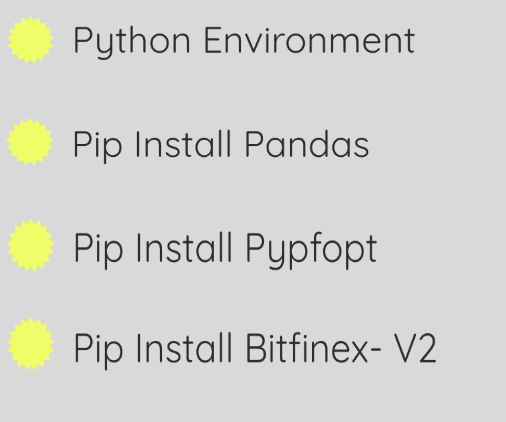 Python Environment
Pip Install Pandas
Pip Install Pypfopt
Pip Install Bitfinex- V2